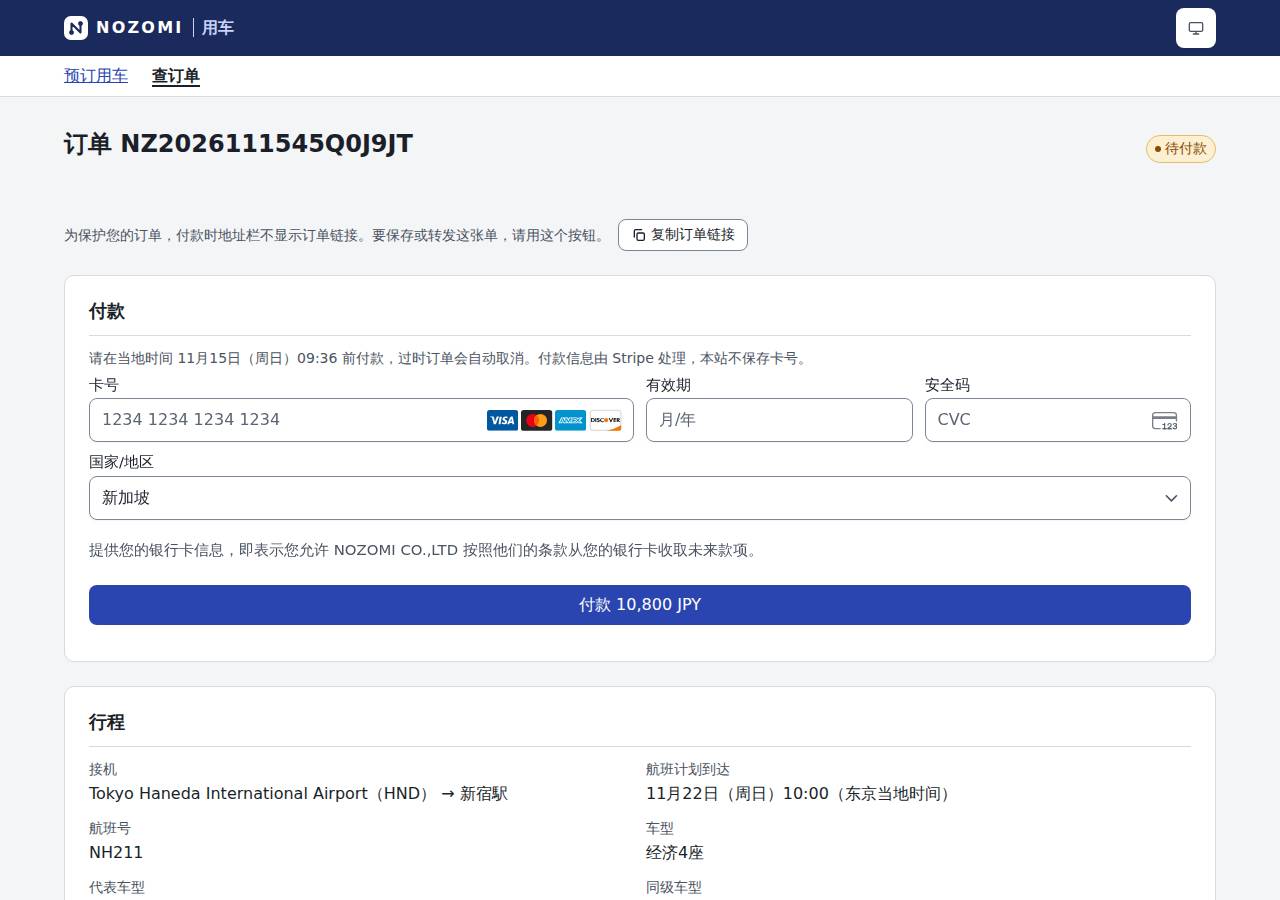 NOZOMI 用车
预订用车 查订单
订单 NZ2026111545Q0J9JT
待付款
为保护您的订单，付款时地址栏不显示订单链接。要保存或转发这张单，请用这个按钮。 复制订单链接
付款
请在当地时间 11月15日（周日）09:36 前付款，过时订单会自动取消。付款信息由 Stripe 处理，本站不保存卡号。
卡号 有效期 安全码
1234 1234 1234 1234 VISA AMEX DISCOVER 月/年 CVC 123
国家/地区
新加坡
提供您的银行卡信息，即表示您允许 NOZOMI CO.,LTD 按照他们的条款从您的银行卡收取未来款项。
付款 10,800 JPY
行程
接机 航班计划到达
Tokyo Haneda International Airport（HND） → 新宿駅 11月22日（周日）10:00（东京当地时间）
航班号 车型
NH211 经济4座
代表车型 同级车型